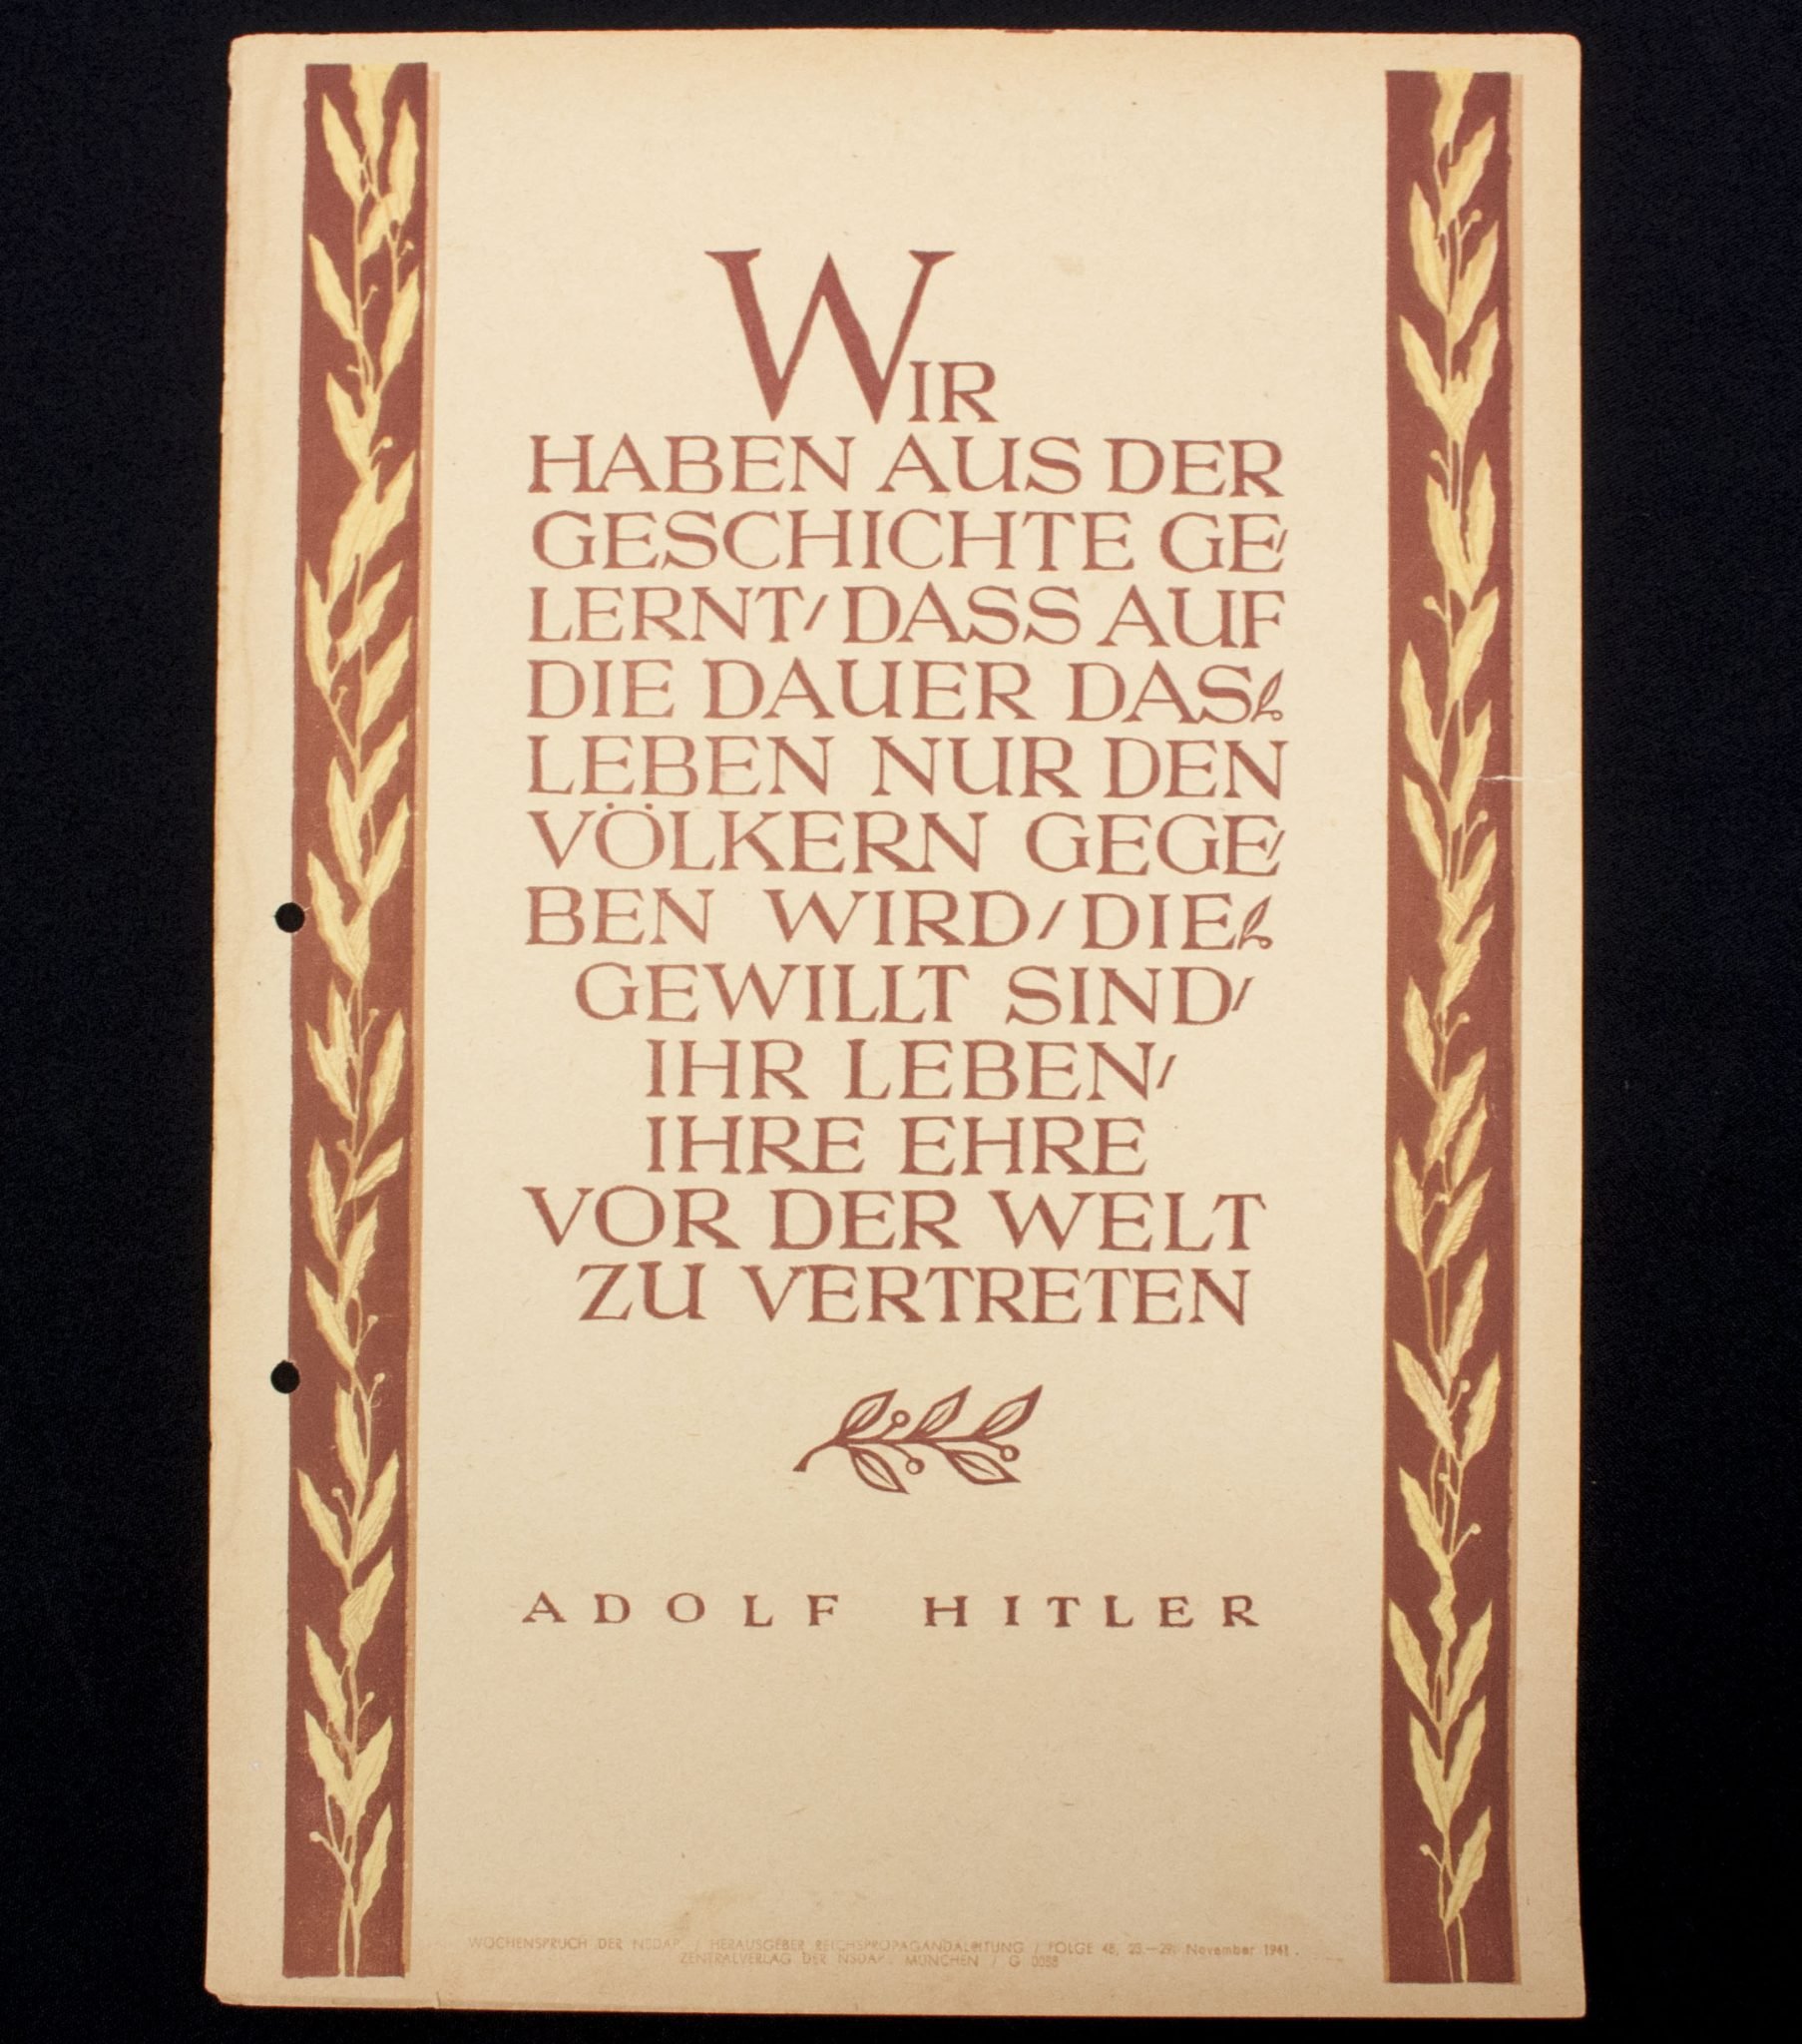 WIR
HABEN AUS DER
GESCHICHTE GE/
LERNT/ DASS AUF
DIE DAUER DAS
LEBEN NUR DEN
VÖLKERN GEGE/
BEN WIRD/ DIE
GEWILLT SIND/
IHR LEBEN/
IHRE EHRE
VOR DER WELT
ZU VERTRETEN
ADOLF HITLER
WOCHENSPRUCH DER NSDAP. / HERAUSGEBER REICHSPROPAGANDALEITUNG / FOLGE 48, 23.—29. November 1941.
ZENTRALVERLAG DER NSDAP. MÜNCHEN / G